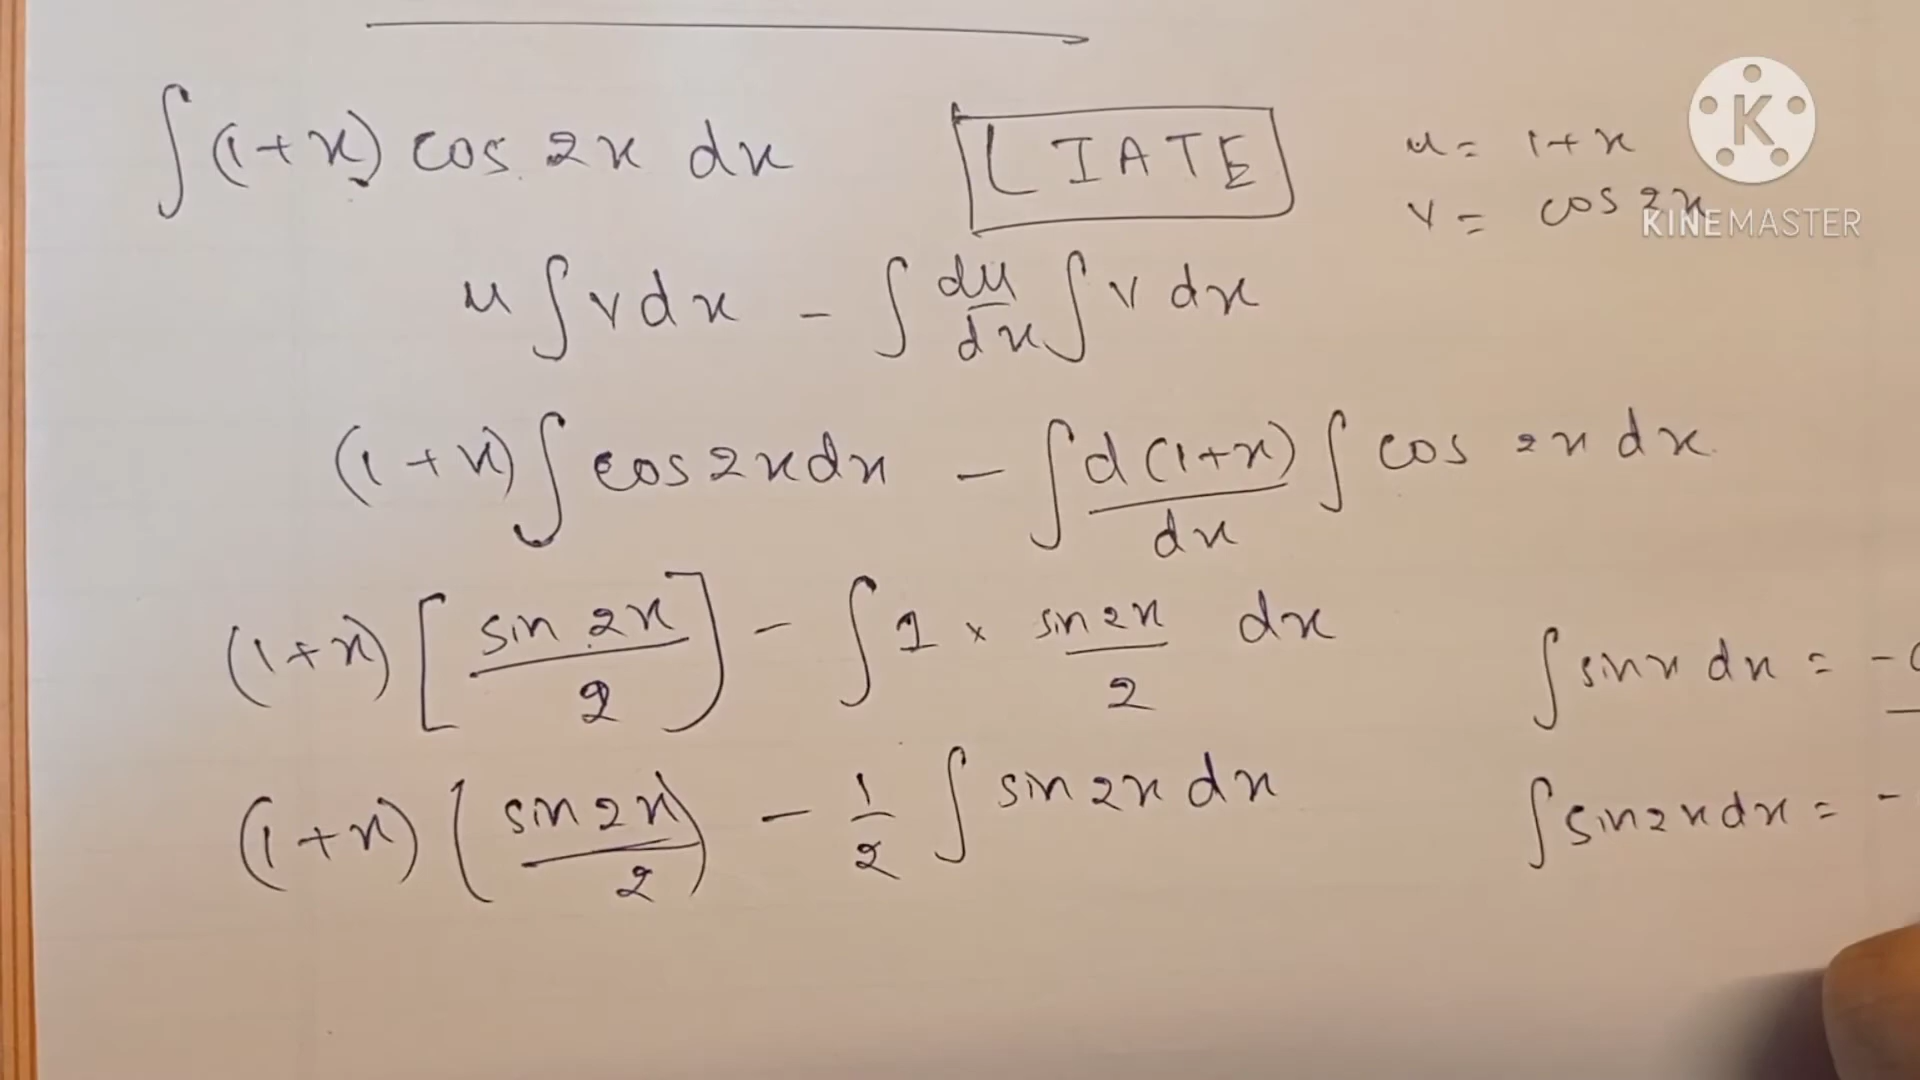 ∫(1+x) cos 2x dx LIATE u = 1+x
v = cos 2x
K
KINEMASTER
u ∫v dx - ∫ du/dx ∫v dx
(1+x) ∫cos 2x dx - ∫ d(1+x)/dx ∫ cos 2x dx
(1+x) [sin 2x / 2] - ∫ 1 × sin 2x / 2 dx ∫sin x dx = -
(1+x) (sin 2x / 2) - 1/2 ∫ sin 2x dx ∫sin 2x dx = -